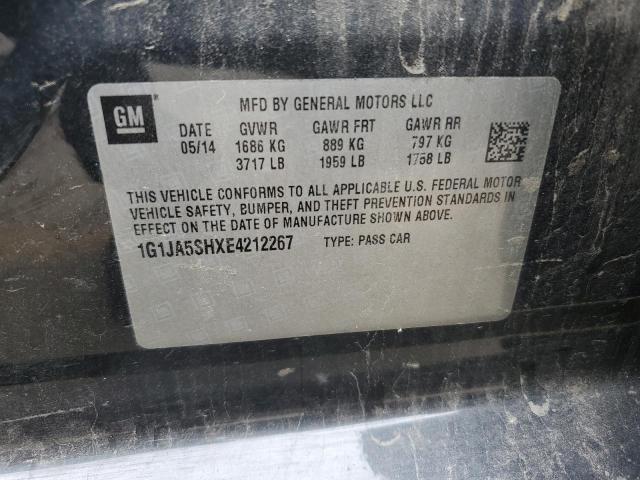 GM
MFD BY GENERAL MOTORS LLC
DATE GVWR GAWR FRT GAWR RR
05/14 1686 KG 889 KG 797 KG
3717 LB 1959 LB 1758 LB
THIS VEHICLE CONFORMS TO ALL APPLICABLE U.S. FEDERAL MOTOR
VEHICLE SAFETY, BUMPER, AND THEFT PREVENTION STANDARDS IN
EFFECT ON THE DATE OF MANUFACTURE SHOWN ABOVE.
1G1JA5SHXE4212267 TYPE: PASS CAR